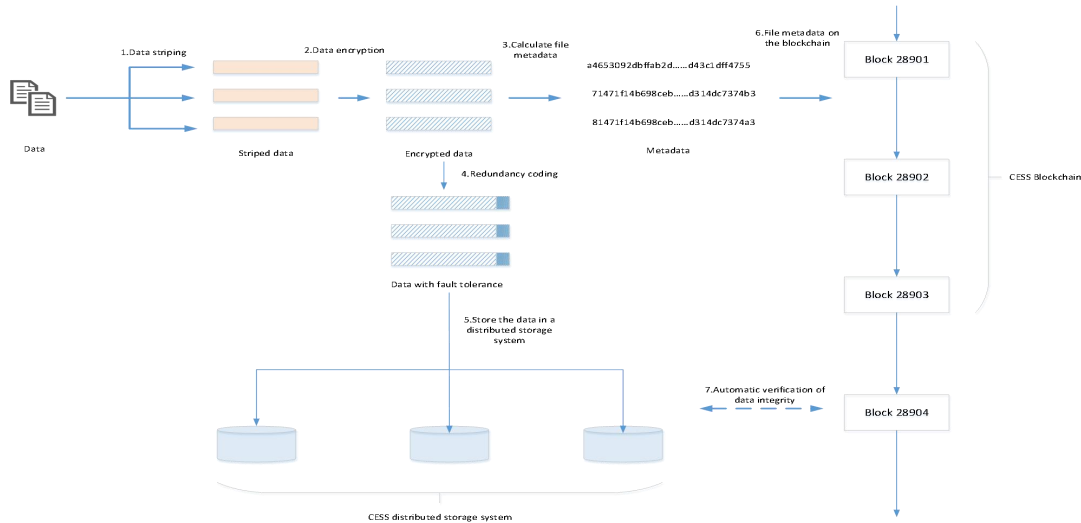 1.Data striping
2.Data encryption
3.Calculate file
metadata
6.File metadata on
the blockchain
Block 28901
a4653092dbffab2d......d43c1dff4755
71471f14b698ceb......d314dc7374b3
81471f14b698ceb......d314dc7374a3
Data
Striped data
Encrypted data
Metadata
4.Redundancy coding
Block 28902
CESS Blockchain
Data with fault tolerance
Block 28903
5.Store the data in a
distributed storage
system
7.Automatic verification of
data integrity
Block 28904
CESS distributed storage system